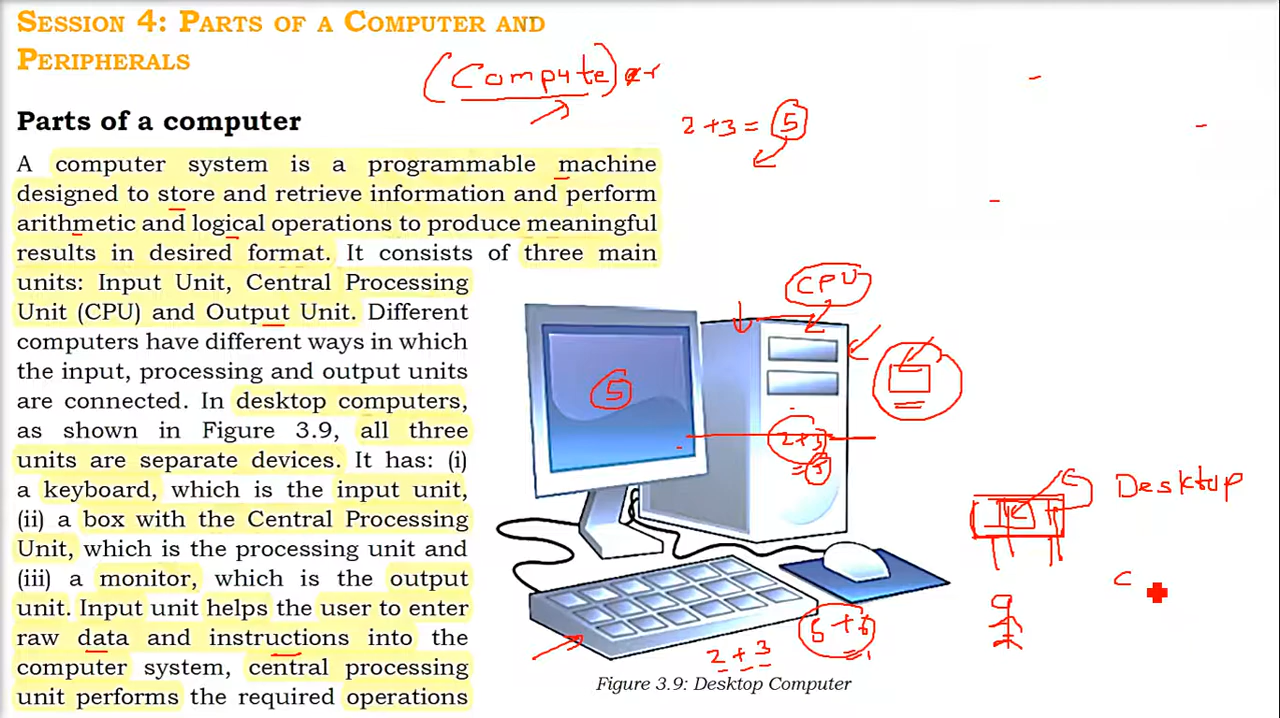 SESSION 4: PARTS OF A COMPUTER AND
PERIPHERALS
(Compute) er
2+3 = 5
Parts of a computer
A computer system is a programmable machine
designed to store and retrieve information and perform
arithmetic and logical operations to produce meaningful
results in desired format. It consists of three main
units: Input Unit, Central Processing
Unit (CPU) and Output Unit. Different
computers have different ways in which
the input, processing and output units
are connected. In desktop computers,
as shown in Figure 3.9, all three
units are separate devices. It has: (i)
a keyboard, which is the input unit,
(ii) a box with the Central Processing
Unit, which is the processing unit and
(iii) a monitor, which is the output
unit. Input unit helps the user to enter
raw data and instructions into the
computer system, central processing
unit performs the required operations
CPU
5
2+3
=5
Desktop
C
6+6
2+3
Figure 3.9: Desktop Computer